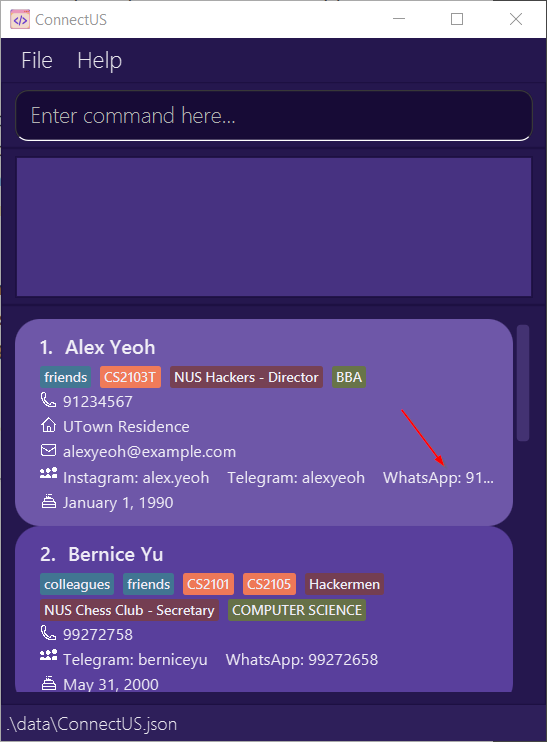 ConnectUS
File Help
Enter command here...
1. Alex Yeoh
friends CS2103T NUS Hackers - Director BBA
91234567
UTown Residence
alexyeoh@example.com
Instagram: alex.yeoh Telegram: alexyeoh WhatsApp: 91...
January 1, 1990
2. Bernice Yu
colleagues friends CS2101 CS2105 Hackermen
NUS Chess Club - Secretary COMPUTER SCIENCE
99272758
Telegram: berniceyu WhatsApp: 99272658
May 31, 2000
.\data\ConnectUS.json